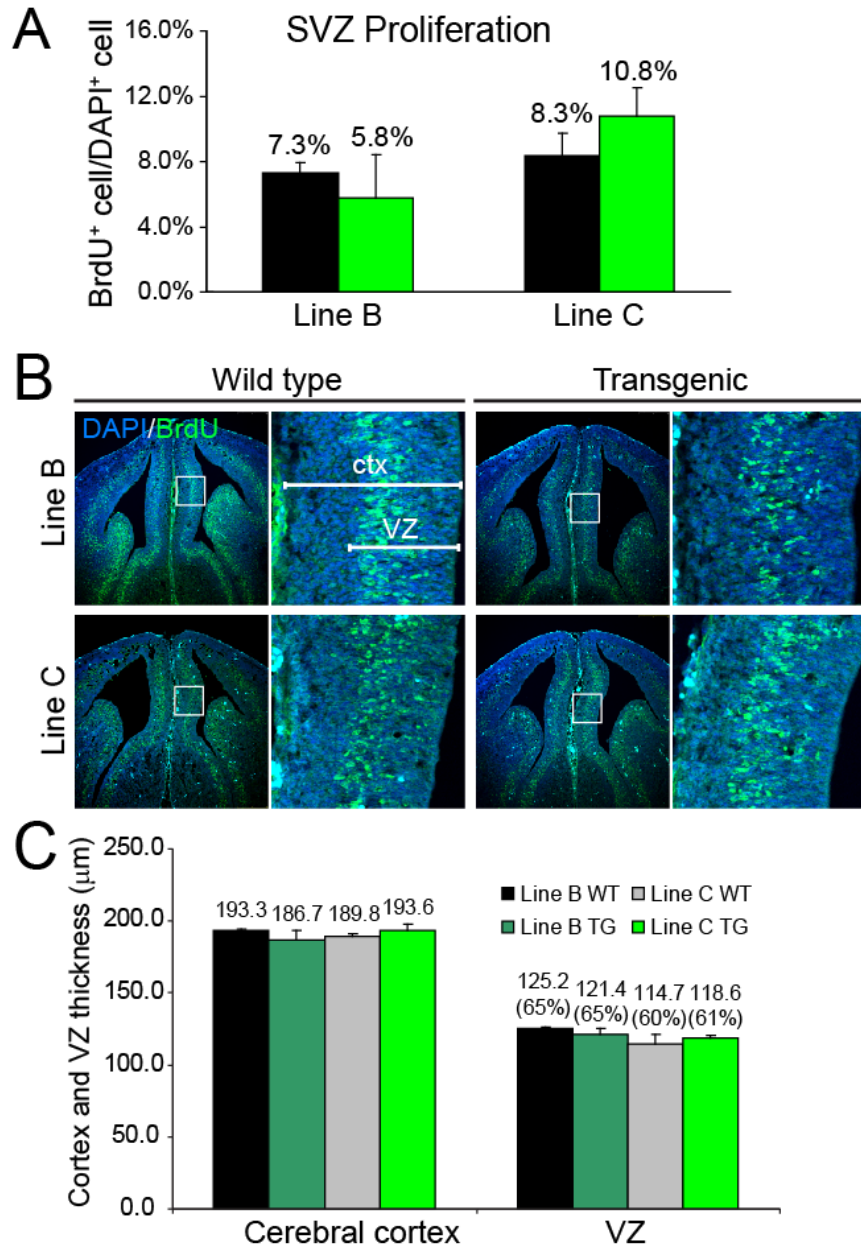 A
SVZ Proliferation
BrdU⁺ cell/DAPI⁺ cell
16.0%
12.0%
8.0%
4.0%
0.0%
7.3%
5.8%
8.3%
10.8%
Line B
Line C
B
Wild type
Transgenic
Line B
DAPI/BrdU
ctx
VZ
Line C
C
Cortex and VZ thickness (μm)
250.0
200.0
150.0
100.0
50.0
0.0
193.3 186.7 189.8 193.6
Line B WT Line C WT
Line B TG Line C TG
125.2 121.4 114.7 118.6
(65%) (65%) (60%) (61%)
Cerebral cortex
VZ